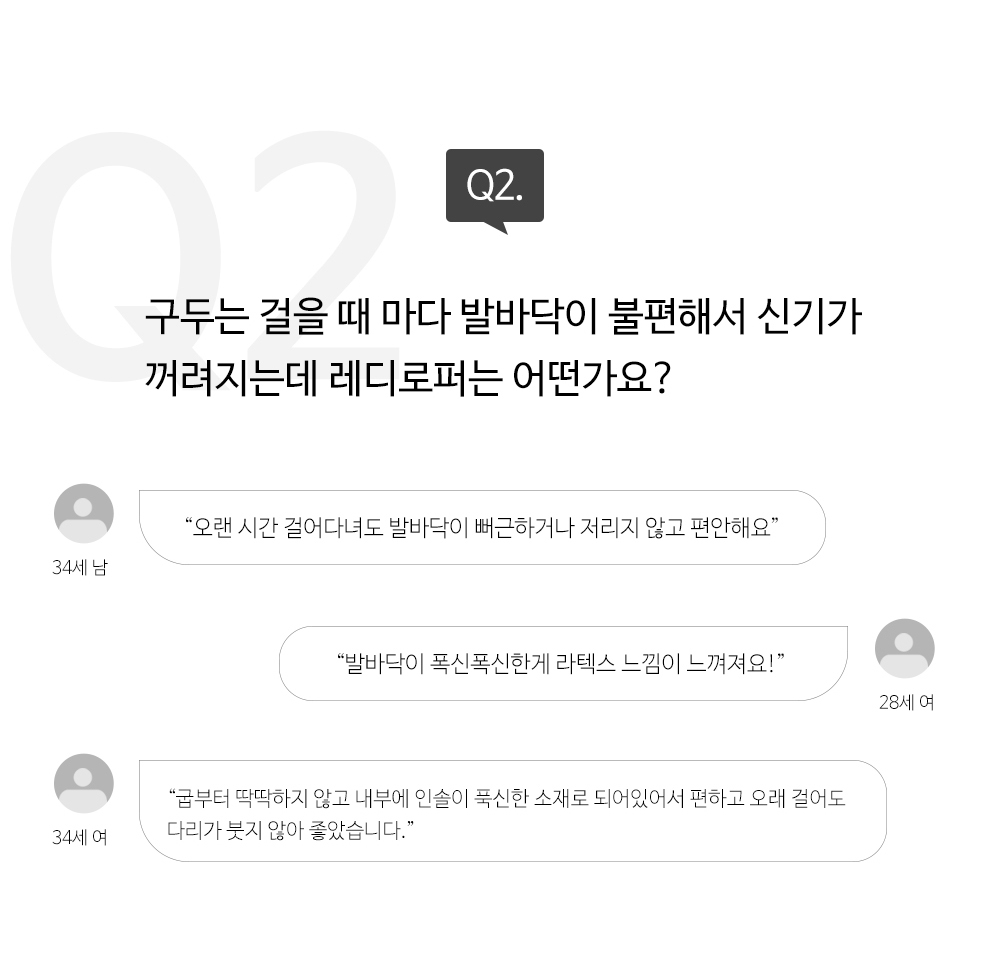 Q2
Q2.
구두는 걸을 때 마다 발바닥이 불편해서 신기가
꺼려지는데 레디로퍼는 어떤가요?
“오랜 시간 걸어다녀도 발바닥이 뻐근하거나 저리지 않고 편안해요”
34세 남
“발바닥이 폭신폭신한게 라텍스 느낌이 느껴져요!”
28세 여
“굽부터 딱딱하지 않고 내부에 인솔이 푹신한 소재로 되어있어서 편하고 오래 걸어도
다리가 붓지 않아 좋았습니다.”
34세 여